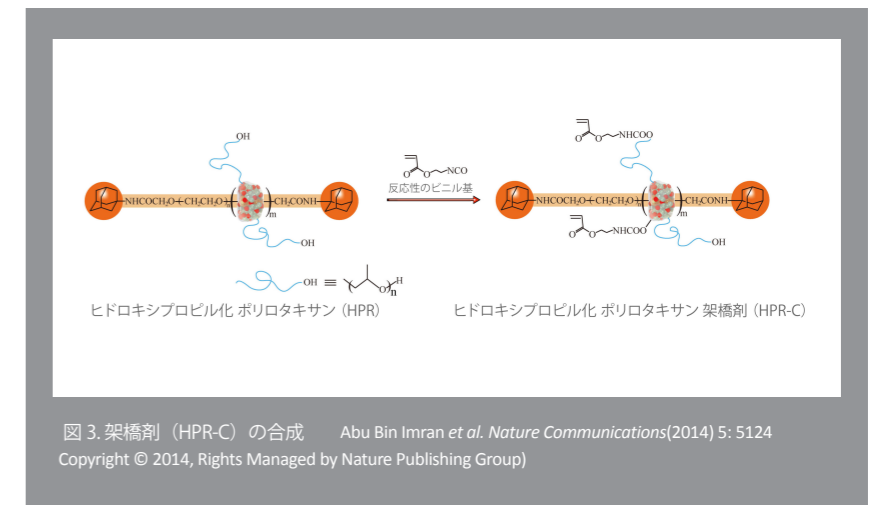 OH
NHCOCH₂O
CH₂CH₂O
n
m
CH₂CONH
OH
O
O
NCO
反応性のビニル基
O
O
NHCOO
NHCOCH₂O
CH₂CH₂O
n
m
CH₂CONH
O
O
NHCOO
OH
OH ≡
O
H
n
ヒドロキシプロピル化 ポリロタキサン（HPR）
ヒドロキシプロピル化 ポリロタキサン 架橋剤（HPR-C）
図 3. 架橋剤（HPR-C）の合成 Abu Bin Imran et al. Nature Communications(2014) 5: 5124
Copyright © 2014, Rights Managed by Nature Publishing Group)